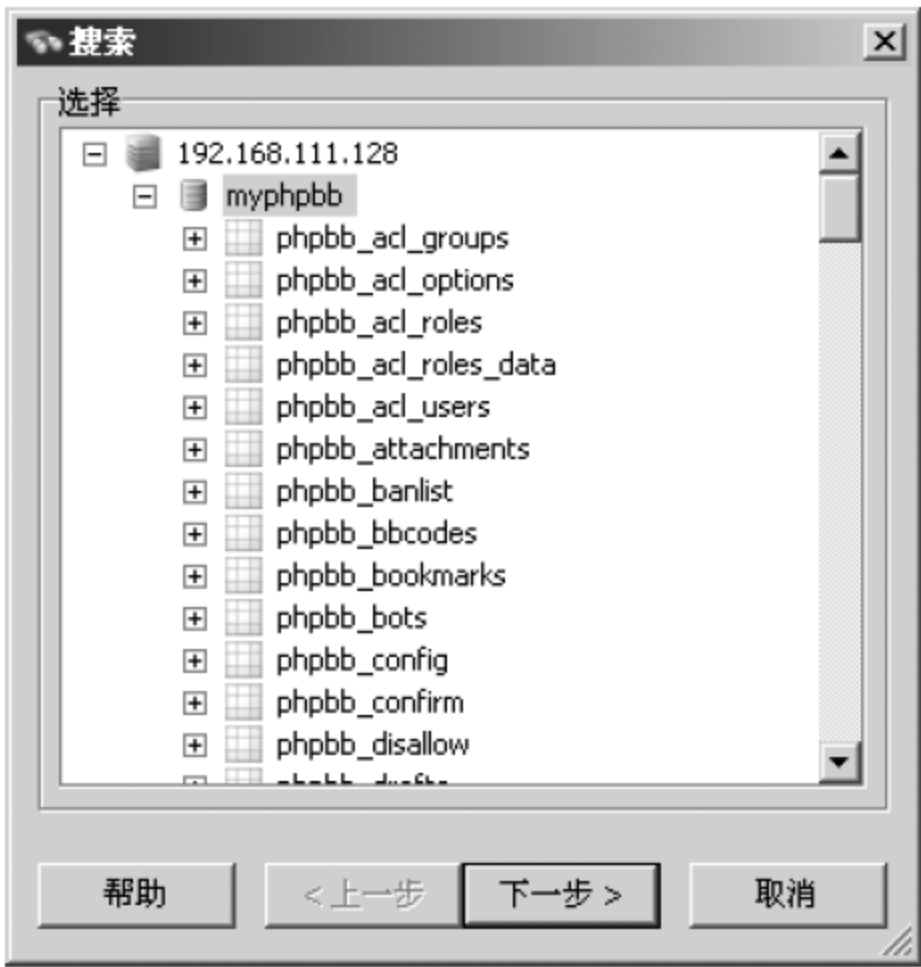 搜索
选择
192.168.111.128
myphpbb
phpbb_acl_groups
phpbb_acl_options
phpbb_acl_roles
phpbb_acl_roles_data
phpbb_acl_users
phpbb_attachments
phpbb_banlist
phpbb_bbcodes
phpbb_bookmarks
phpbb_bots
phpbb_config
phpbb_confirm
phpbb_disallow
phpbb_drafts
帮助 <上一步 下一步> 取消